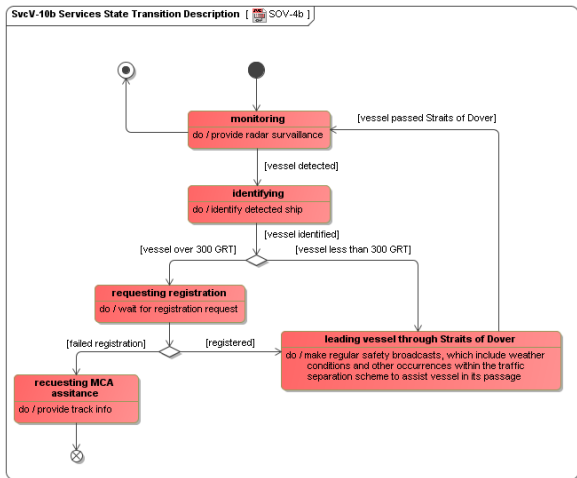 SvcV-10b Services State Transition Description [ SOV-4b ]
monitoring
do / provide radar survaillance
[vessel passed Straits of Dover]
[vessel detected]
identifying
do / identify detected ship
[vessel identified]
[vessel over 300 GRT]
[vessel less than 300 GRT]
requesting registration
do / wait for registration request
[failed registration]
[registered]
leading vessel through Straits of Dover
do / make regular safety broadcasts, which include weather
conditions and other occurrences within the traffic
separation scheme to assist vessel in its passage
recuesting MCA
assitance
do / provide track info